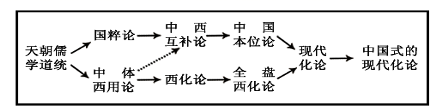 天朝儒
学道统
国粹论
中体
西用论
中西
互补论
西化论
中国
本位论
全盘
西化论
现代
化论
中国式的
现代化论